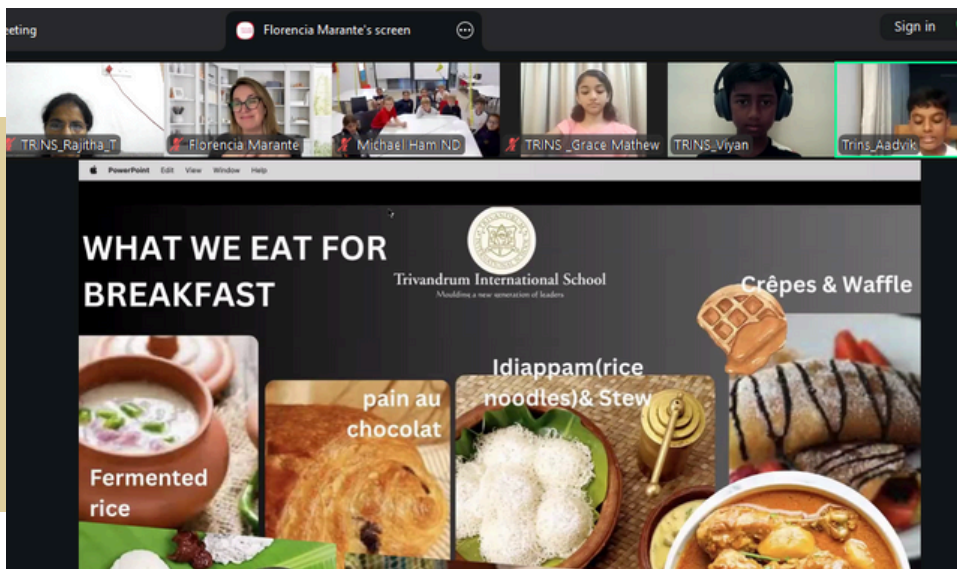 eeting
Florencia Marante's screen
Sign in
TRINS_Rajitha_T
Florencia Marante
Michael Ham ND
TRINS _Grace Mathew
TRINS_Viyan
Trins_Aadvik
PowerPoint Edit View Window Help
WHAT WE EAT FOR
BREAKFAST
Trivandrum International School
Moulding a new generation of leaders
Crêpes & Waffle
Idiappam(rice
noodles)& Stew
pain au
chocolat
Fermented
rice